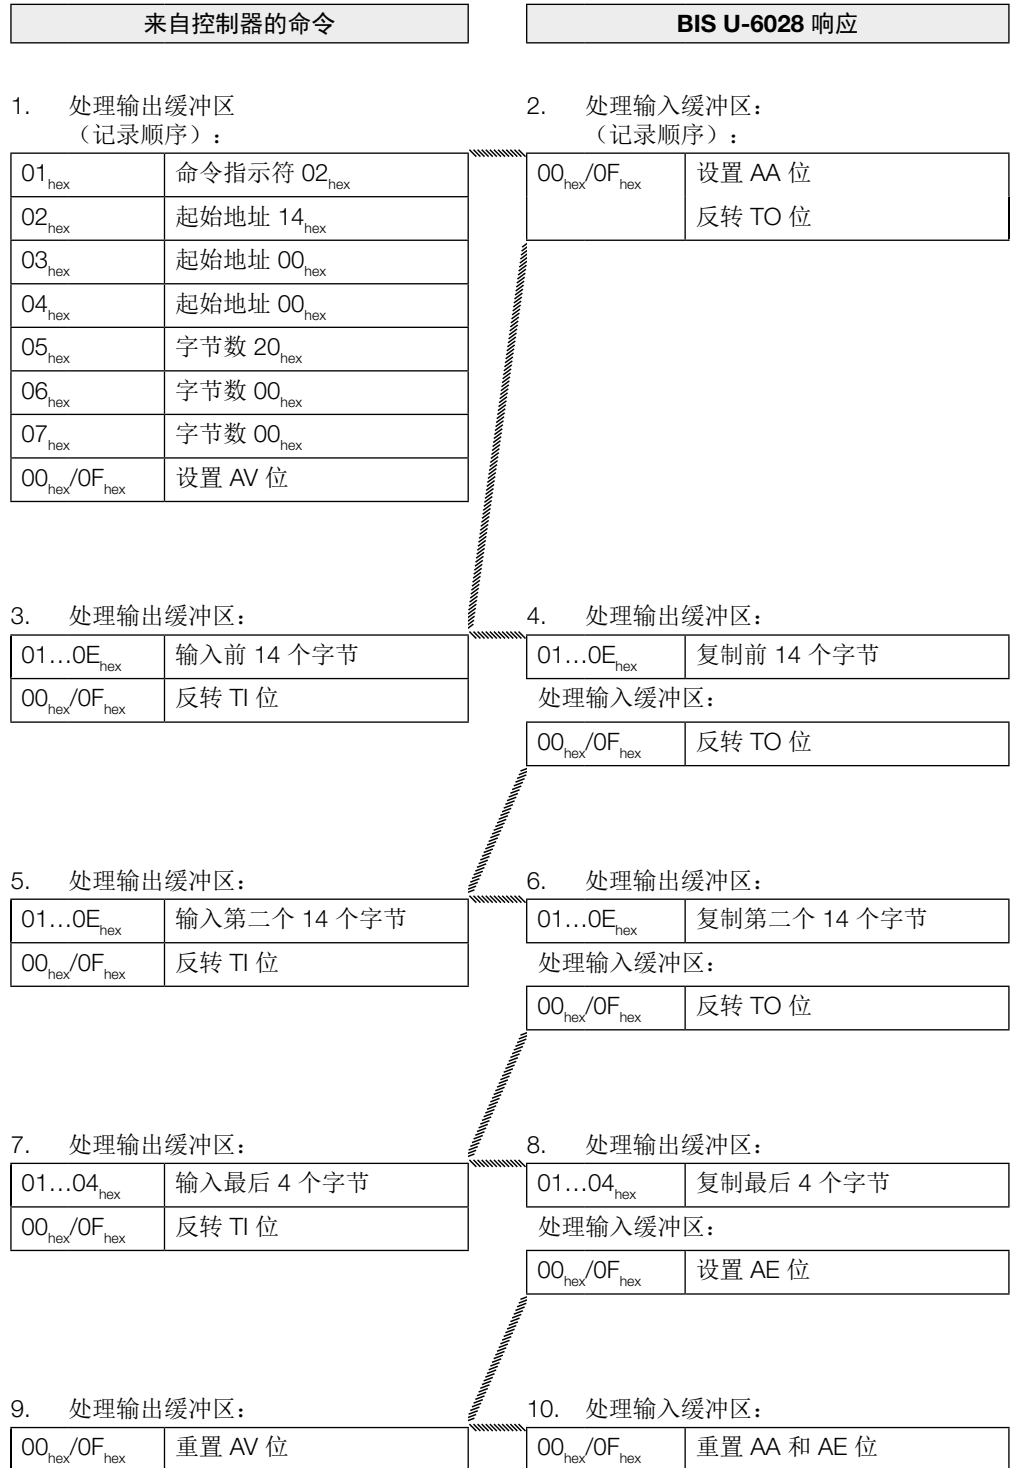 来自控制器的命令
BIS U-6028 响应
1. 处理输出缓冲区
（记录顺序）:
01hex 命令指示符 02hex
02hex 起始地址 14hex
03hex 起始地址 00hex
04hex 起始地址 00hex
05hex 字节数 20hex
06hex 字节数 00hex
07hex 字节数 00hex
00hex/0Fhex 设置 AV 位
2. 处理输入缓冲区:
（记录顺序）:
00hex/0Fhex 设置 AA 位
反转 TO 位
3. 处理输出缓冲区:
01…0Ehex 输入前 14 个字节
00hex/0Fhex 反转 TI 位
4. 处理输出缓冲区:
01…0Ehex 复制前 14 个字节
处理输入缓冲区:
00hex/0Fhex 反转 TO 位
5. 处理输出缓冲区:
01…0Ehex 输入第二个 14 个字节
00hex/0Fhex 反转 TI 位
6. 处理输出缓冲区:
01…0Ehex 复制第二个 14 个字节
处理输入缓冲区:
00hex/0Fhex 反转 TO 位
7. 处理输出缓冲区:
01…04hex 输入最后 4 个字节
00hex/0Fhex 反转 TI 位
8. 处理输出缓冲区:
01…04hex 复制最后 4 个字节
处理输入缓冲区:
00hex/0Fhex 设置 AE 位
9. 处理输出缓冲区:
00hex/0Fhex 重置 AV 位
10. 处理输入缓冲区:
00hex/0Fhex 重置 AA 和 AE 位